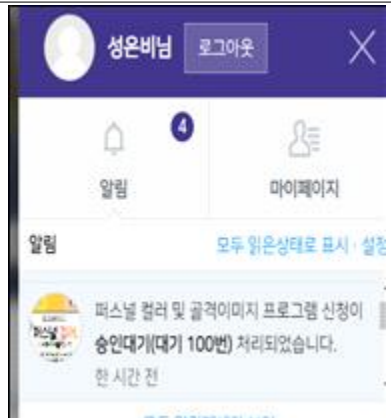 성은비님 로그아웃
4
알림 마이페이지
알림 모두 읽은상태로 표시 · 설정
퍼스널 컬러 및 골격이미지 프로그램 신청이
승인대기(대기 100번) 처리되었습니다.
한 시간 전